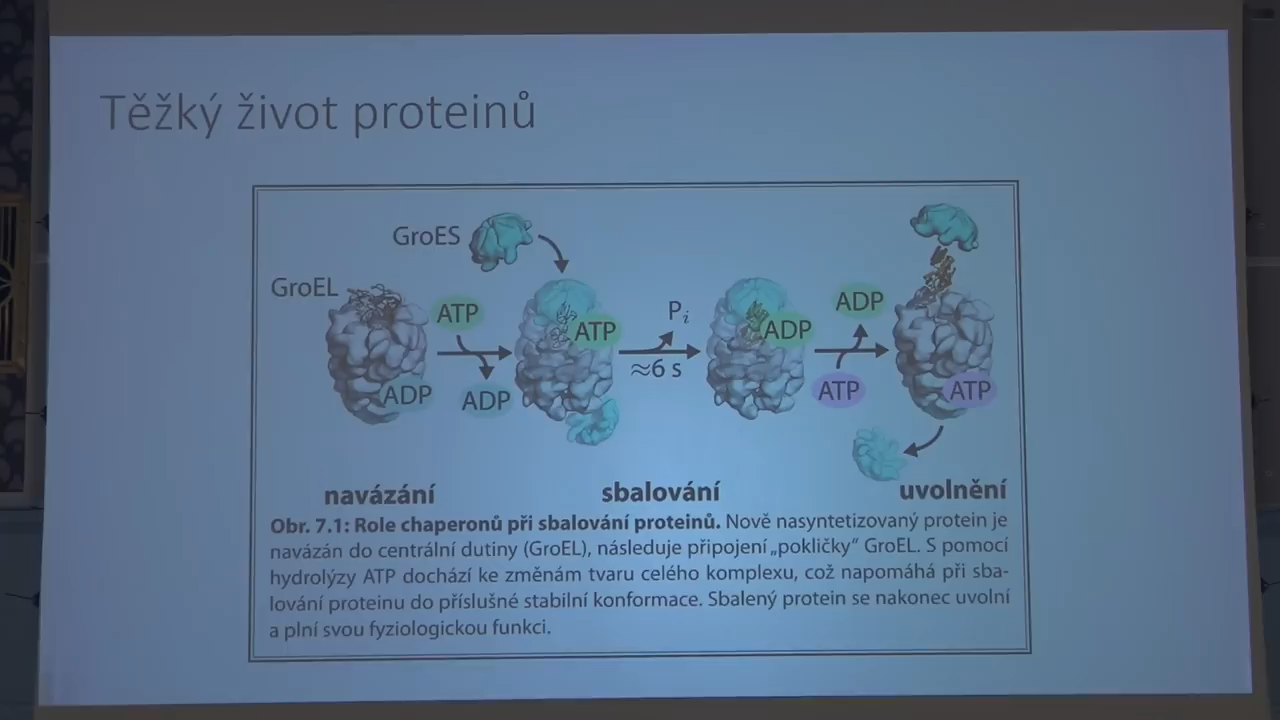 Těžký život proteinů
GroES
GroEL
ATP
ADP
ADP
ATP
P i
≈6 s
ADP
ADP
ATP
ATP
navázání
sbalování
uvolnění
Obr. 7.1: Role chaperonů při sbalování proteinů. Nově nasyntetizovaný protein je
navázán do centrální dutiny (GroEL), následuje připojení „pokličky“ GroEL. S pomocí
hydrolýzy ATP dochází ke změnám tvaru celého komplexu, což napomáhá při sba-
lování proteinu do příslušné stabilní konformace. Sbalený protein se nakonec uvolní
a plní svou fyziologickou funkci.